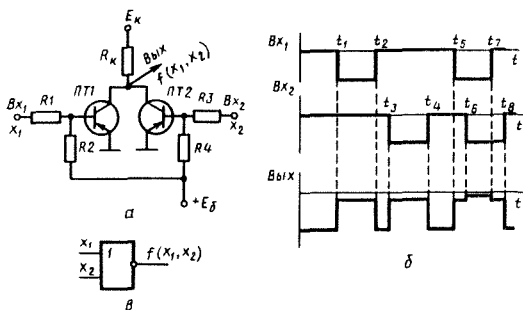 Eк
Rк
Вых
f(x₁, x₂)
ПТ1
ПТ2
R3
Вх₁
R1
x₁
Вх₂
x₂
R2
R4
+Eб
а
x₁
1
x₂
f(x₁, x₂)
в
Вх₁
t₁
t₂
t₅
t₇
t
Вх₂
t₃
t₄
t₆
t₈
t
Вых
t
б